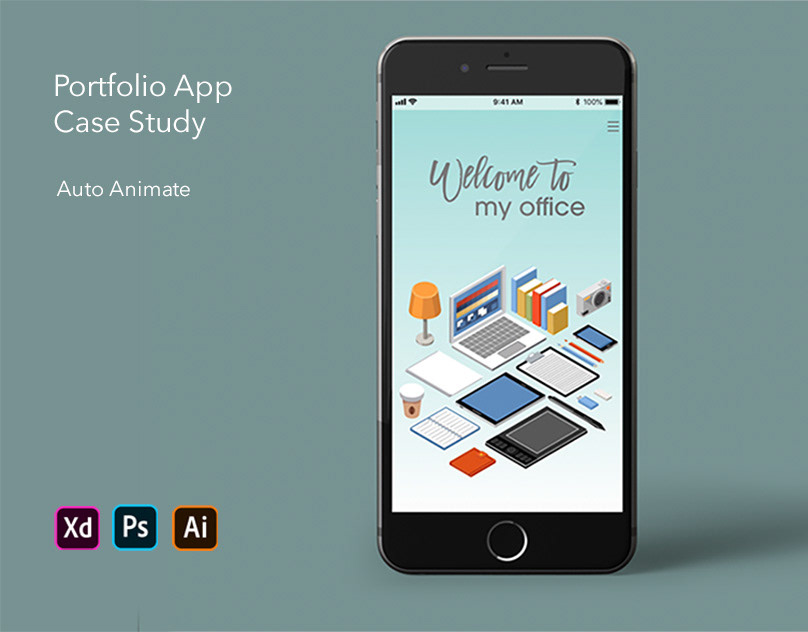 Portfolio App
Case Study
Auto Animate
9:41 AM
100%
Welcome To
my office
Xd
Ps
Ai